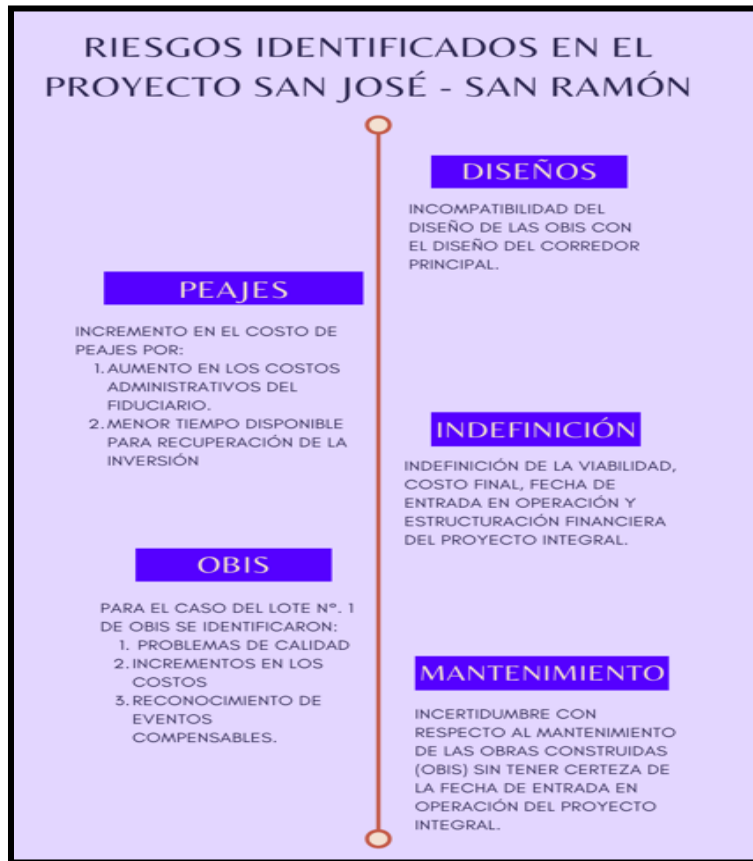 RIESGOS IDENTIFICADOS EN EL
PROYECTO SAN JOSÉ - SAN RAMÓN
DISEÑOS
INCOMPATIBILIDAD DEL
DISEÑO DE LAS OBIS CON
EL DISEÑO DEL CORREDOR
PRINCIPAL.
PEAJES
INCREMENTO EN EL COSTO DE
PEAJES POR:
1. AUMENTO EN LOS COSTOS
ADMINISTRATIVOS DEL
FIDUCIARIO.
2. MENOR TIEMPO DISPONIBLE
PARA RECUPERACIÓN DE LA
INVERSIÓN
INDEFINICIÓN
INDEFINICIÓN DE LA VIABILIDAD,
COSTO FINAL, FECHA DE
ENTRADA EN OPERACIÓN Y
ESTRUCTURACIÓN FINANCIERA
DEL PROYECTO INTEGRAL.
OBIS
PARA EL CASO DEL LOTE Nº. 1
DE OBIS SE IDENTIFICARON:
1. PROBLEMAS DE CALIDAD
2. INCREMENTOS EN LOS
COSTOS
3. RECONOCIMIENTO DE
EVENTOS
COMPENSABLES.
MANTENIMIENTO
INCERTIDUMBRE CON
RESPECTO AL MANTENIMIENTO
DE LAS OBRAS CONSTRUIDAS
(OBIS) SIN TENER CERTEZA DE
LA FECHA DE ENTRADA EN
OPERACIÓN DEL PROYECTO
INTEGRAL.